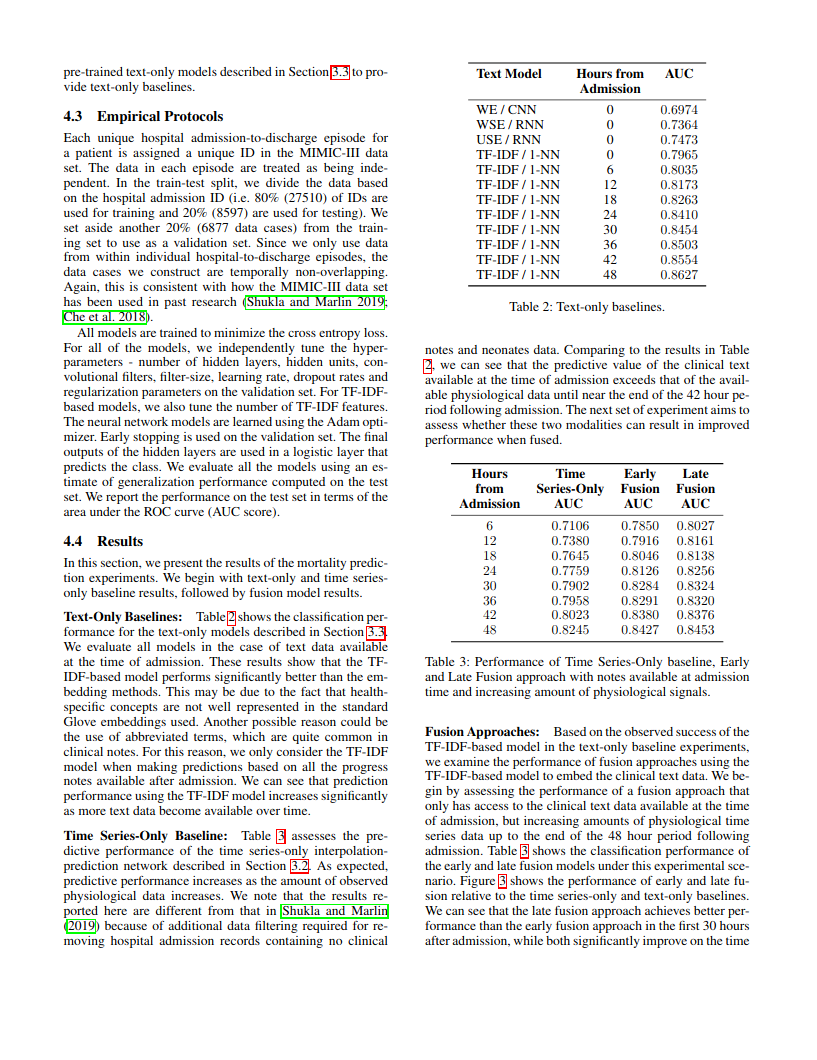 pre-trained text-only models described in Section 3.3 to pro-
vide text-only baselines.
4.3 Empirical Protocols
Each unique hospital admission-to-discharge episode for
a patient is assigned a unique ID in the MIMIC-III data
set. The data in each episode are treated as being inde-
pendent. In the train-test split, we divide the data based
on the hospital admission ID (i.e. 80% (27510) of IDs are
used for training and 20% (8597) are used for testing). We
set aside another 20% (6877 data cases) from the train-
ing set to use as a validation set. Since we only use data
from within individual hospital-to-discharge episodes, the
data cases we construct are temporally non-overlapping.
Again, this is consistent with how the MIMIC-III data set
has been used in past research (Shukla and Marlin 2019;
Che et al. 2018).
All models are trained to minimize the cross entropy loss.
For all of the models, we independently tune the hyper-
parameters - number of hidden layers, hidden units, con-
volutional filters, filter-size, learning rate, dropout rates and
regularization parameters on the validation set. For TF-IDF-
based models, we also tune the number of TF-IDF features.
The neural network models are learned using the Adam opti-
mizer. Early stopping is used on the validation set. The final
outputs of the hidden layers are used in a logistic layer that
predicts the class. We evaluate all the models using an es-
timate of generalization performance computed on the test
set. We report the performance on the test set in terms of the
area under the ROC curve (AUC score).
4.4 Results
In this section, we present the results of the mortality predic-
tion experiments. We begin with text-only and time series-
only baseline results, followed by fusion model results.
Text-Only Baselines: Table 2 shows the classification per-
formance for the text-only models described in Section 3.3.
We evaluate all models in the case of text data available
at the time of admission. These results show that the TF-
IDF-based model performs significantly better than the em-
bedding methods. This may be due to the fact that health-
specific concepts are not well represented in the standard
Glove embeddings used. Another possible reason could be
the use of abbreviated terms, which are quite common in
clinical notes. For this reason, we only consider the TF-IDF
model when making predictions based on all the progress
notes available after admission. We can see that prediction
performance using the TF-IDF model increases significantly
as more text data become available over time.
Time Series-Only Baseline: Table 3 assesses the pre-
dictive performance of the time series-only interpolation-
prediction network described in Section 3.2. As expected,
predictive performance increases as the amount of observed
physiological data increases. We note that the results re-
ported here are different from that in Shukla and Marlin
(2019) because of additional data filtering required for re-
moving hospital admission records containing no clinical
Text Model Hours from AUC
Admission
WE / CNN 0 0.6974
WSE / RNN 0 0.7364
USE / RNN 0 0.7473
TF-IDF / 1-NN 0 0.7965
TF-IDF / 1-NN 6 0.8035
TF-IDF / 1-NN 12 0.8173
TF-IDF / 1-NN 18 0.8263
TF-IDF / 1-NN 24 0.8410
TF-IDF / 1-NN 30 0.8454
TF-IDF / 1-NN 36 0.8503
TF-IDF / 1-NN 42 0.8554
TF-IDF / 1-NN 48 0.8627
Table 2: Text-only baselines.
notes and neonates data. Comparing to the results in Table
2, we can see that the predictive value of the clinical text
available at the time of admission exceeds that of the avail-
able physiological data until near the end of the 42 hour pe-
riod following admission. The next set of experiment aims to
assess whether these two modalities can result in improved
performance when fused.
Hours Time Early Late
from Series-Only Fusion Fusion
Admission AUC AUC AUC
6 0.7106 0.7850 0.8027
12 0.7380 0.7916 0.8161
18 0.7645 0.8046 0.8138
24 0.7759 0.8126 0.8256
30 0.7902 0.8284 0.8324
36 0.7958 0.8291 0.8320
42 0.8023 0.8380 0.8376
48 0.8245 0.8427 0.8453
Table 3: Performance of Time Series-Only baseline, Early
and Late Fusion approach with notes available at admission
time and increasing amount of physiological signals.
Fusion Approaches: Based on the observed success of the
TF-IDF-based model in the text-only baseline experiments,
we examine the performance of fusion approaches using the
TF-IDF-based model to embed the clinical text data. We be-
gin by assessing the performance of a fusion approach that
only has access to the clinical text data available at the time
of admission, but increasing amounts of physiological time
series data up to the end of the 48 hour period following
admission. Table 3 shows the classification performance of
the early and late fusion models under this experimental sce-
nario. Figure 3 shows the performance of early and late fu-
sion relative to the time series-only and text-only baselines.
We can see that the late fusion approach achieves better per-
formance than the early fusion approach in the first 30 hours
after admission, while both significantly improve on the time